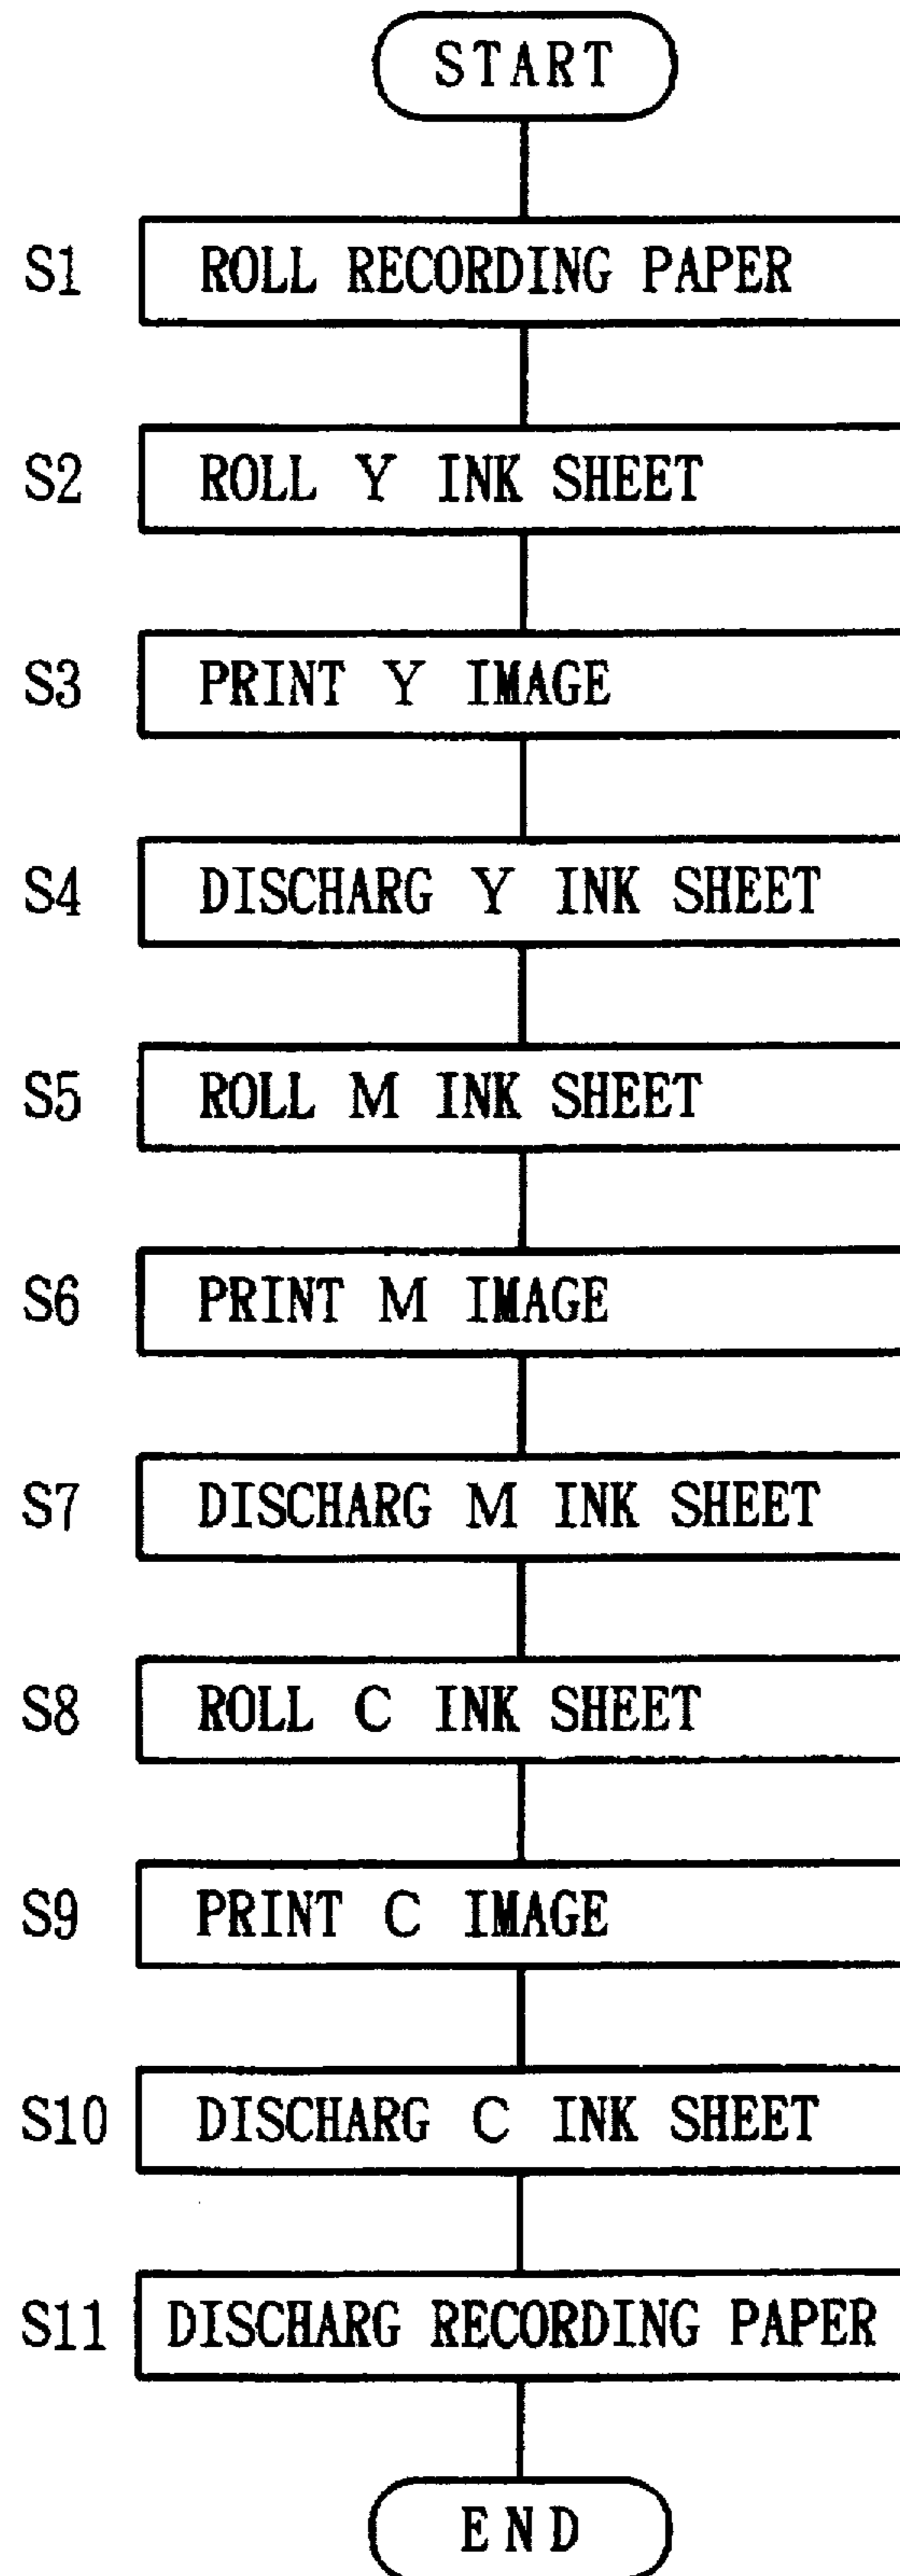 START
S1 ROLL RECORDING PAPER
S2 ROLL Y INK SHEET
S3 PRINT Y IMAGE
S4 DISCHARG Y INK SHEET
S5 ROLL M INK SHEET
S6 PRINT M IMAGE
S7 DISCHARG M INK SHEET
S8 ROLL C INK SHEET
S9 PRINT C IMAGE
S10 DISCHARG C INK SHEET
S11 DISCHARG RECORDING PAPER
END